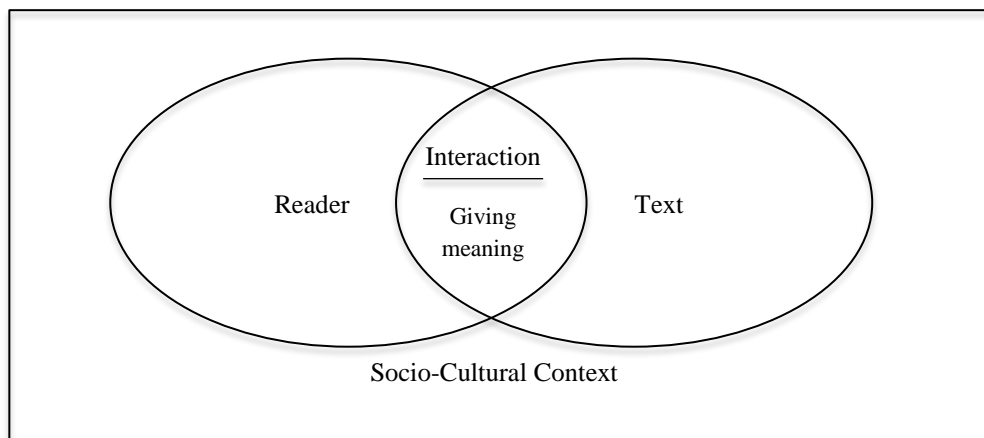 Interaction
Reader
Giving
meaning
Text
Socio-Cultural Context